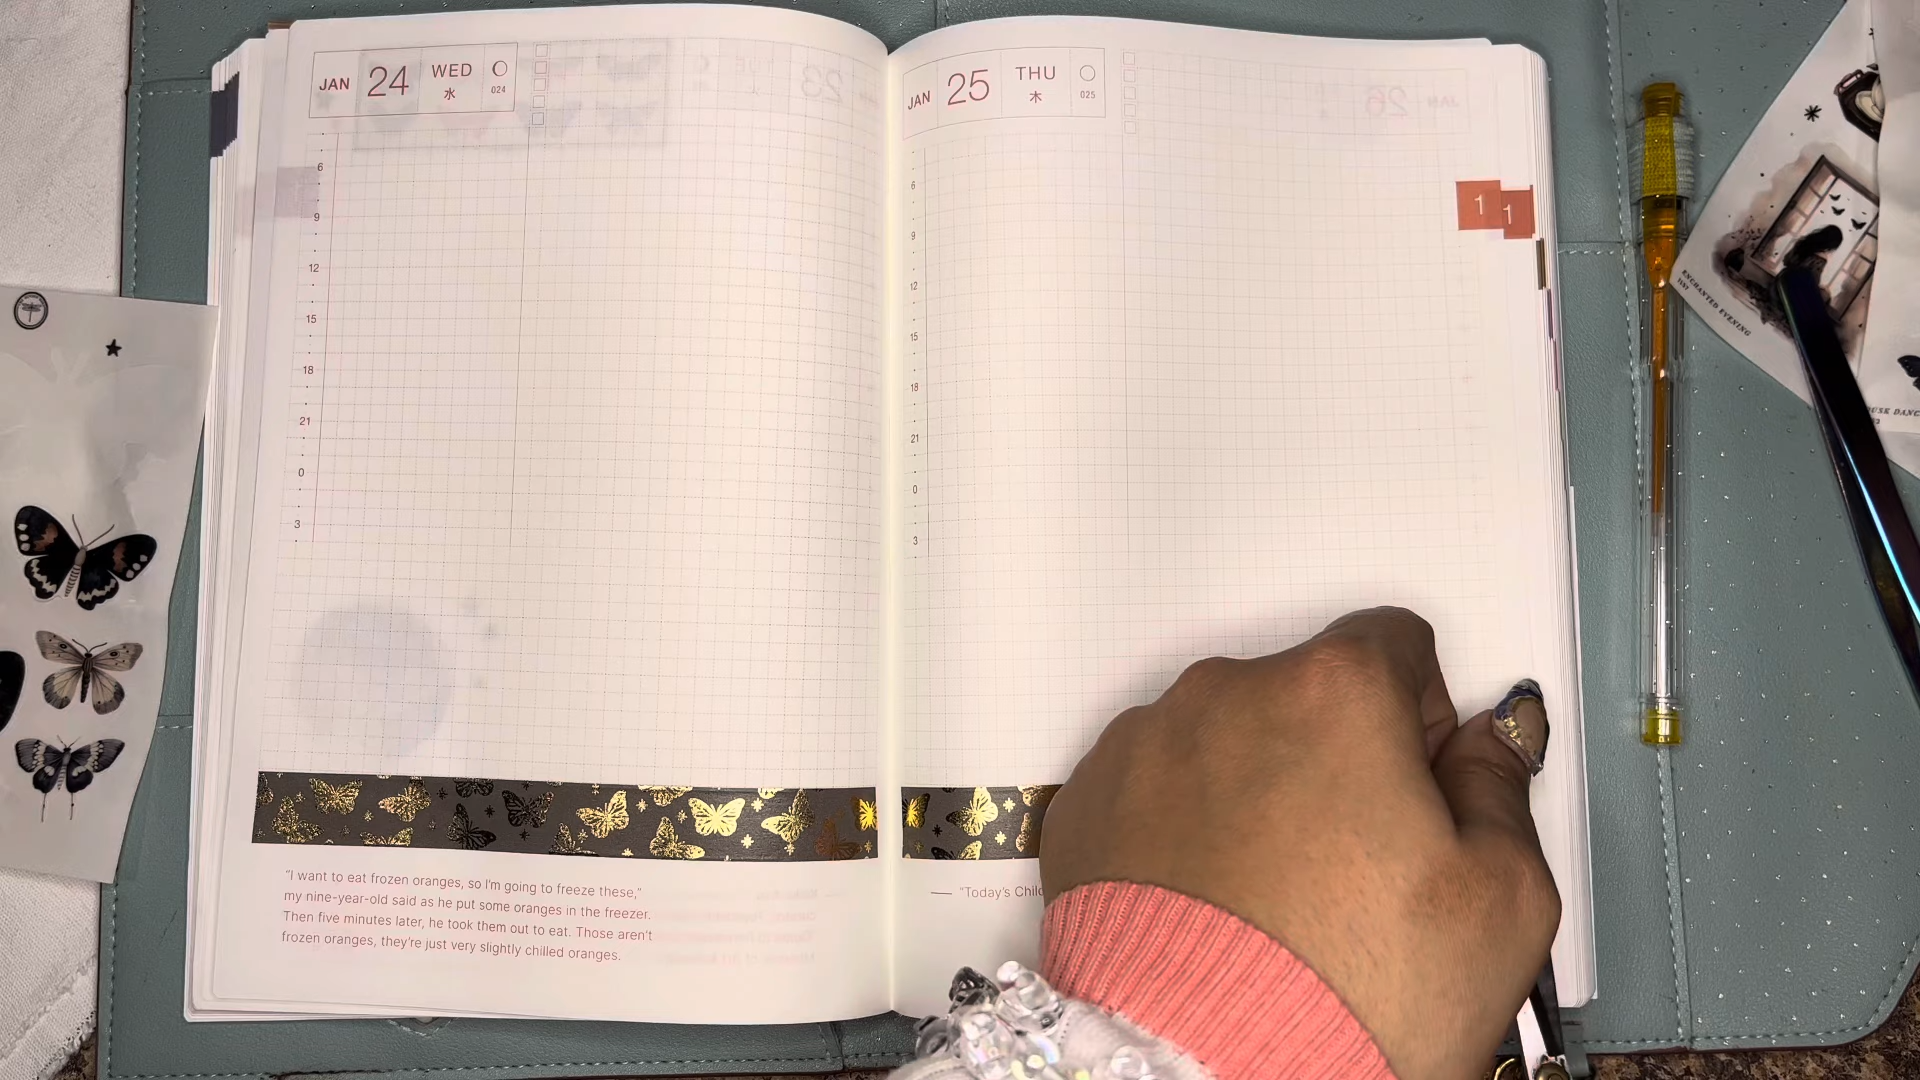 JAN 24 WED
水
024
6
9
12
15
18
21
0
3
"I want to eat frozen oranges, so I'm going to freeze these,"
my nine-year-old said as he put some oranges in the freezer.
Then five minutes later, he took them out to eat. Those aren't
frozen oranges, they're just very slightly chilled oranges.
JAN 25 THU
木
025
6
9
12
15
18
21
0
3
1 1
— "Today's
ENCHANTED EVENING